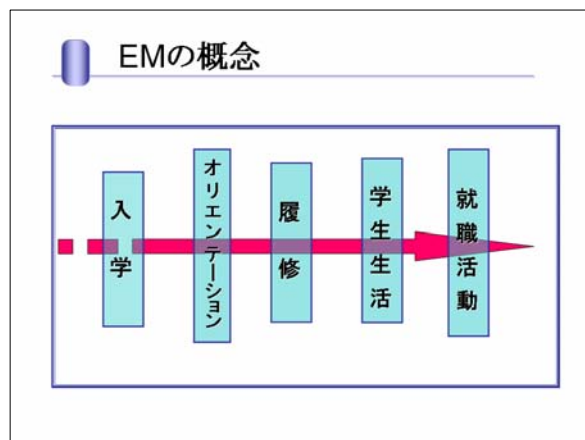 EMの概念
入学
オリエンテーション
履修
学生生活
就職活動